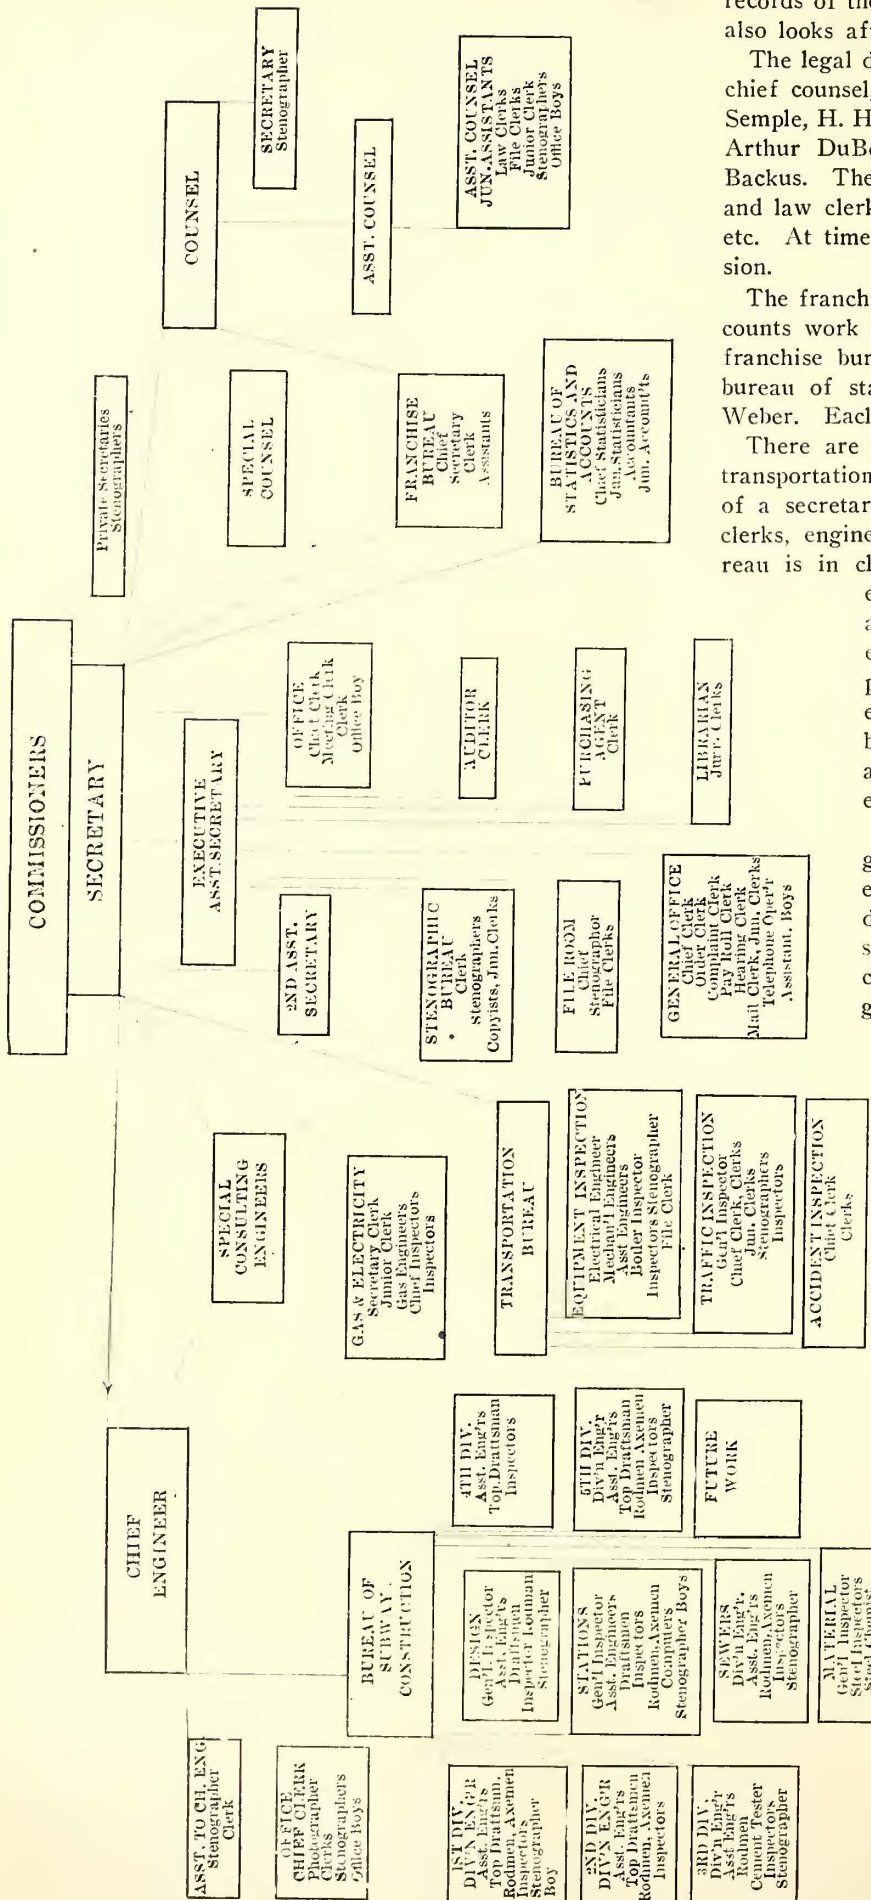 records of the
also looks af
The legal d
chief counsel,
Semple, H. H
Arthur DuB
Backus. The
and law clerk
etc. At time
sion.
The franch
counts work
franchise bur
bureau of sta
Weber. Eacl
There are
transportation
of a secretar
clerks, engine
reau is in cl
e
a
e
p
e
b
a
e
g
e
d
s
c
g
COMMISSIONERS
SECRETARY
Private Secretaries
Stenographers
COUNSEL
SECRETARY
Stenographer
ASST. COUNSEL
ASST. COUNSEL
JUN. ASSISTANTS
Law Clerks
File Clerks
Junior Clerk
Stenographers
Office Boys
SPECIAL
COUNSEL
FRANCHISE
BUREAU
Chief
Secretary
Clerk
Assistants
BUREAU OF
STATISTICS AND
ACCOUNTS
Chief Statisticians
Jun. Statisticians
Accountants
Jun. Account'ts
EXECUTIVE
ASST. SECRETARY
OFFICE
Chief Clerk
Meeting Clerk
Clerk
Office Boy
AUDITOR
CLERK
PURCHASING
AGENT
Clerk
LIBRARIAN
Jun. Clerks
2ND ASST.
SECRETARY
STENOGRAPHIC
BUREAU
Clerk
Stenographers
Copyists, Jun. Clerks
FILE ROOM
Chief
Stenographor
File Clerks
GENERAL OFFICE
Chief Clerk
Order Clerk
Complaint Clerk
Pay Roll Clerk
Hearing Clerk
Mail Clerk, Jun. Clerks
Telephone Oper'r
Assistant. Boys
SPECIAL
CONSULTING
ENGINEERS
GAS & ELECTRICITY
Secretary Clerk
Junior Clerk
Gas Engineers
Chief Inspectors
Inspectors
TRANSPORTATION
BUREAU
EQUIPMENT INSPECTION
Electrical Engineer
Mechan'l Engineers
Asst Engineers
Boiler Inspector
Inspectors Stenographer
File Clerk
TRAFFIC INSPECTION
Gen'l Inspector
Chief Clerk, Clerks
Jun. Clerks
Stenographers
Inspectors
ACCIDENT INSPECTION
Chief Clerk
Clerks
CHIEF
ENGINEER
BUREAU OF
SUBWAY
CONSTRUCTION
4TH DIV.
Asst. Eng'rs
Top. Draftsman
Inspectors
5TH DIV.
Div'n Eng'r
Asst. Eng'rs
Top Draftsman
Rodmen Axemen
Inspectors
Stenographer
FUTURE
WORK
DESIGN
Gen'l Inspector
Asst. Eng'rs
Draftsmen
Inspector
Stenographer
STATIONS
Gen'l Inspector
Asst. Engineers
Draftsmen
Inspectors
Rodmen, Axemen
Computers
Stenographer Boys
SEWERS
Div'n Eng'r.
Asst. Eng'rs
Rodmen, Axemen
Inspectors
Stenographer
MATERIAL
Gen'l Inspector
Steel Inspectors
ASST. TO CH. ENG.
Stenographer
Clerk
OFFICE
CHIEF CLERK
Photographer
Clerks
Stenographers
Office Boys
1ST DIV.
DIV'N ENG'R
Asst. Eng'rs
Top Draftsmn.
Rodmen, Axemen
Inspectors
Stenographer
Boy
2ND DIV.
DIV'N ENG'R
Asst. Eng'rs
Top Draftsmen
Rodmen, Axemen
Inspectors
3RD DIV.
Div'n Eng'r
Asst Eng'rs
Rodmen
Cement Tester
Inspectors
Stenographer